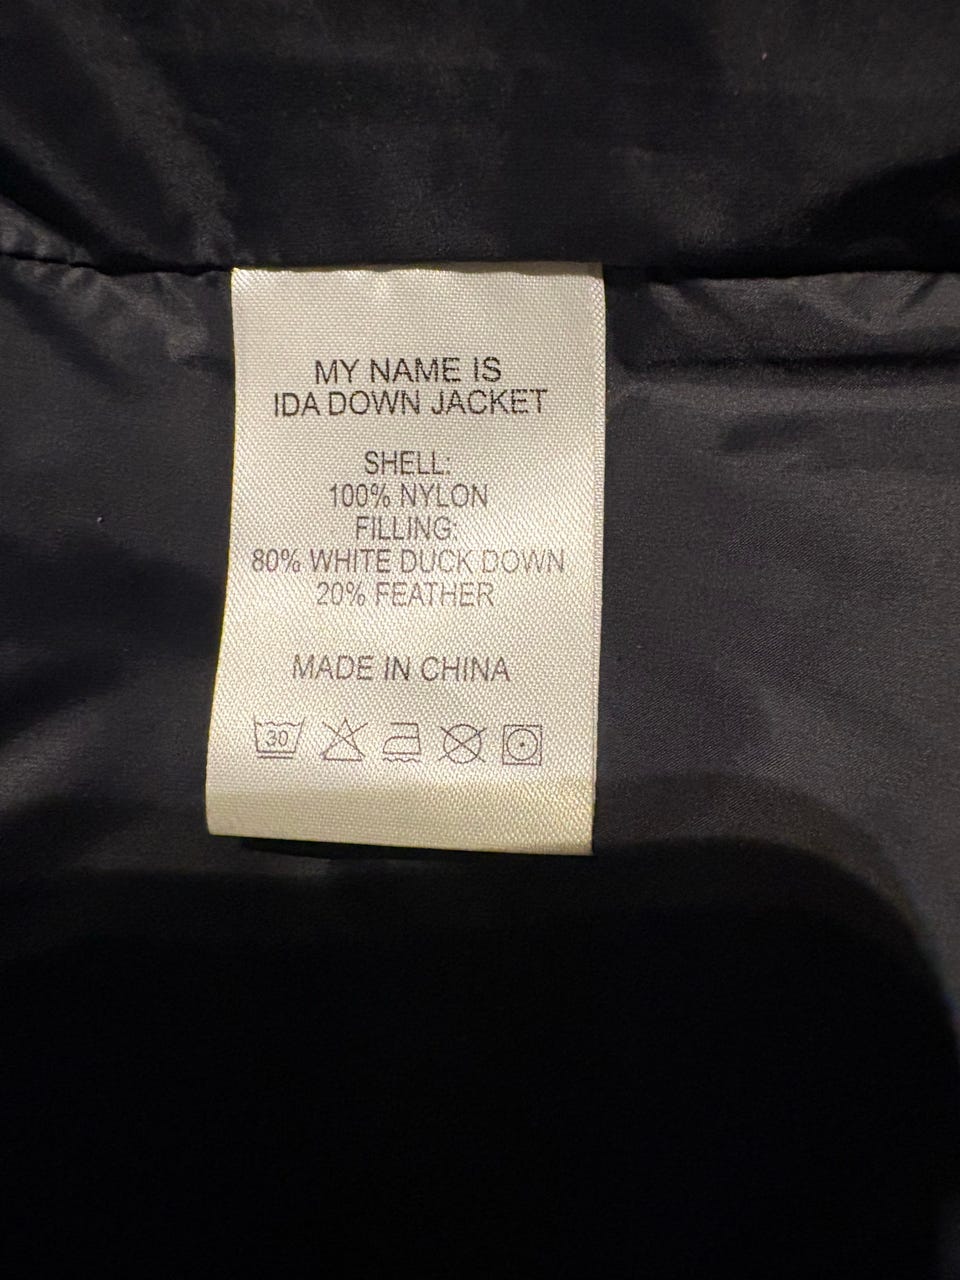 MY NAME IS
IDA DOWN JACKET
SHELL:
100% NYLON
FILLING:
80% WHITE DUCK DOWN
20% FEATHER
MADE IN CHINA
30